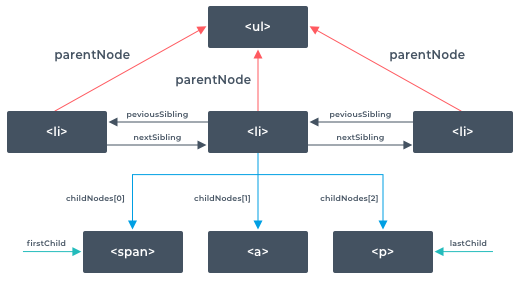 <ul>
parentNode
parentNode
parentNode
peviousSibling
peviousSibling
<li>
<li>
<li>
nextSibling
nextSibling
childNodes[0]
childNodes[1]
childNodes[2]
firstChild
<span>
<a>
<p>
lastChild